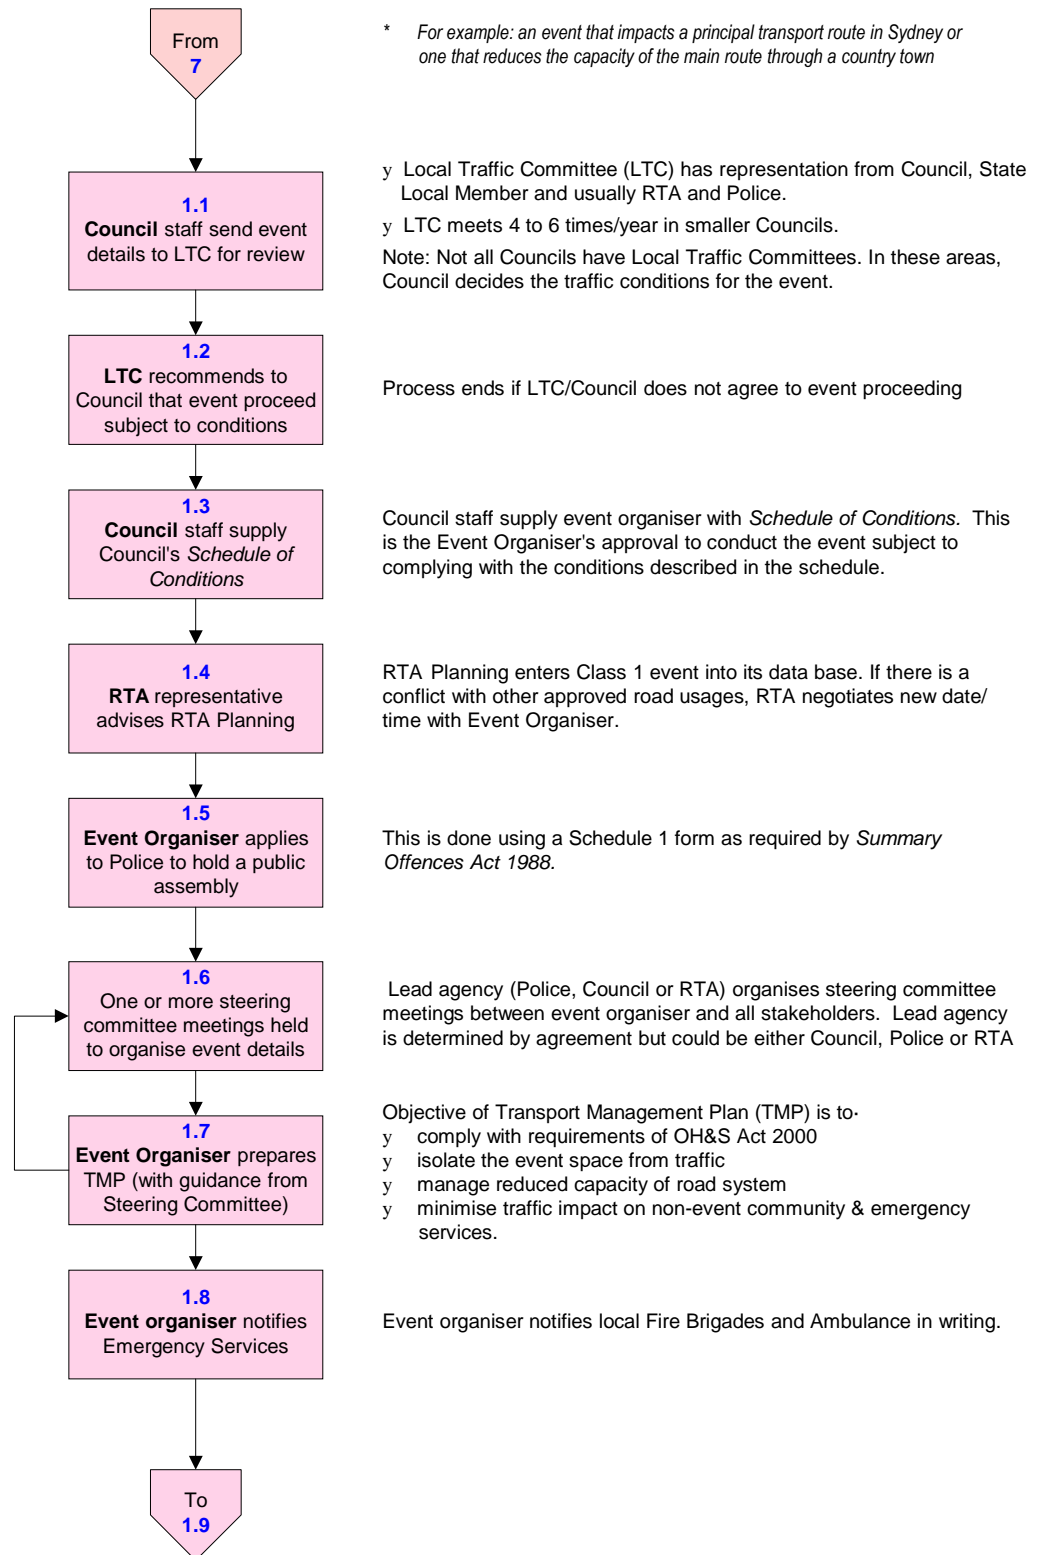 From
7
* For example: an event that impacts a principal transport route in Sydney or
one that reduces the capacity of the main route through a country town
1.1
Council staff send event
details to LTC for review
y Local Traffic Committee (LTC) has representation from Council, State
Local Member and usually RTA and Police.
y LTC meets 4 to 6 times/year in smaller Councils.
Note: Not all Councils have Local Traffic Committees. In these areas,
Council decides the traffic conditions for the event.
1.2
LTC recommends to
Council that event proceed
subject to conditions
Process ends if LTC/Council does not agree to event proceeding
1.3
Council staff supply
Council's Schedule of
Conditions
Council staff supply event organiser with Schedule of Conditions. This
is the Event Organiser's approval to conduct the event subject to
complying with the conditions described in the schedule.
1.4
RTA representative
advises RTA Planning
RTA Planning enters Class 1 event into its data base. If there is a
conflict with other approved road usages, RTA negotiates new date/
time with Event Organiser.
1.5
Event Organiser applies
to Police to hold a public
assembly
This is done using a Schedule 1 form as required by Summary
Offences Act 1988.
1.6
One or more steering
committee meetings held
to organise event details
Lead agency (Police, Council or RTA) organises steering committee
meetings between event organiser and all stakeholders. Lead agency
is determined by agreement but could be either Council, Police or RTA
1.7
Event Organiser prepares
TMP (with guidance from
Steering Committee)
Objective of Transport Management Plan (TMP) is to·
y comply with requirements of OH&S Act 2000
y isolate the event space from traffic
y manage reduced capacity of road system
y minimise traffic impact on non-event community & emergency
services.
1.8
Event organiser notifies
Emergency Services
Event organiser notifies local Fire Brigades and Ambulance in writing.
To
1.9